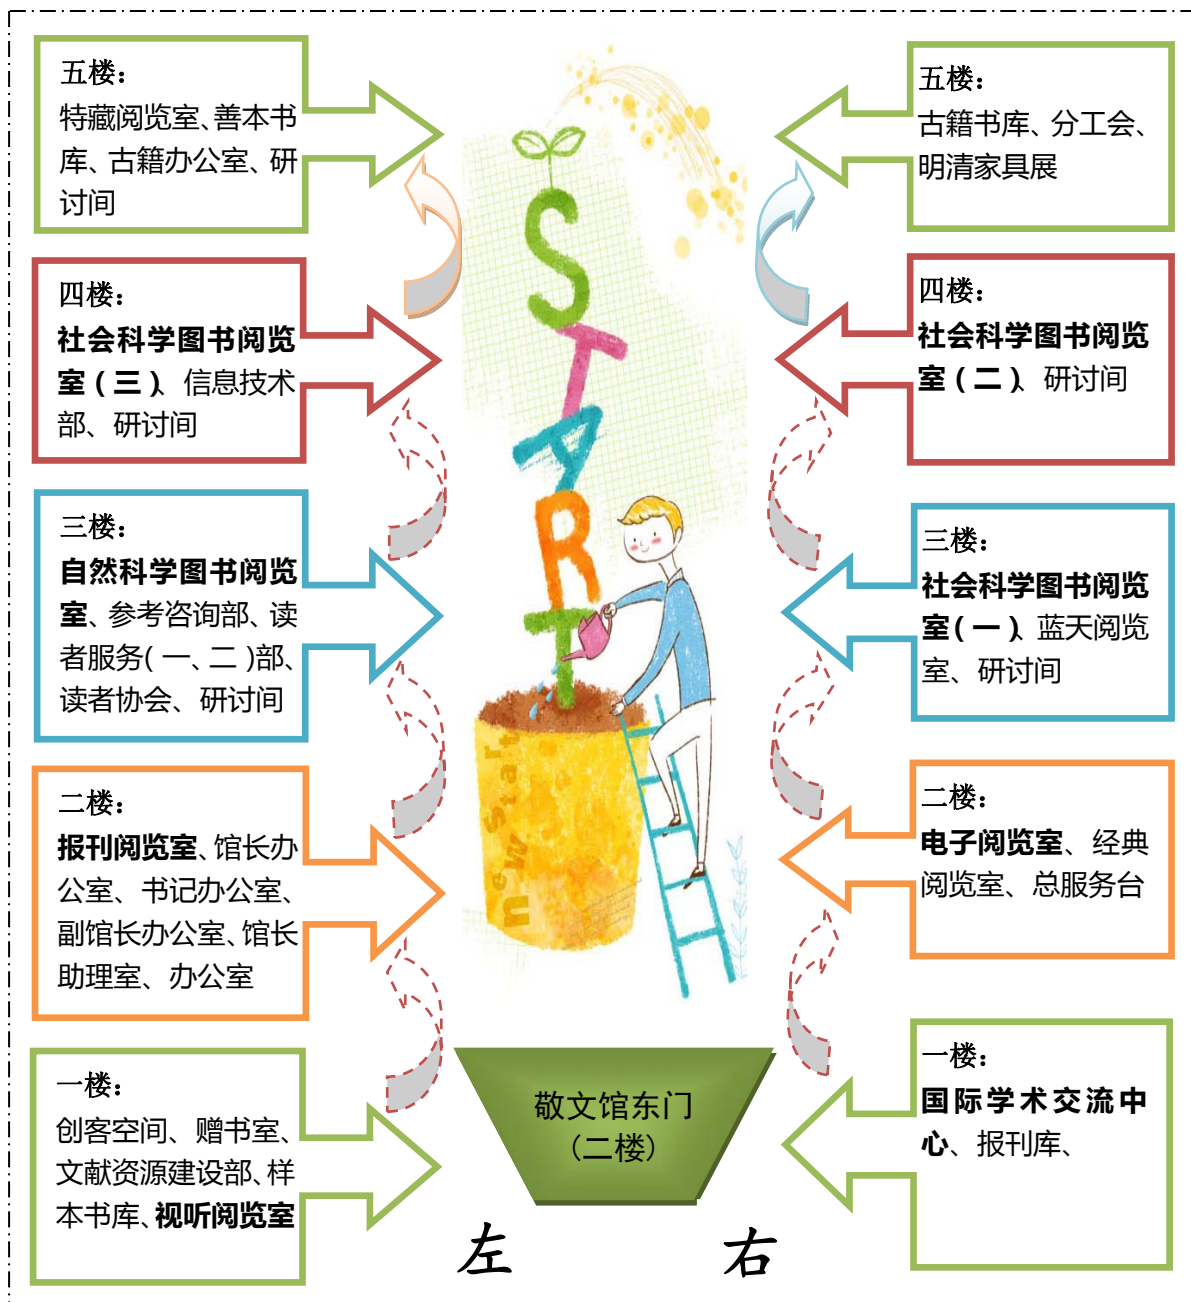 五楼：
特藏阅览室、善本书
库、古籍办公室、研
讨间
四楼：
社会科学图书阅览
室(三)、信息技术
部、研讨间
三楼：
自然科学图书阅览
室、参考咨询部、读
者服务(一、二)部、
读者协会、研讨间
二楼：
报刊阅览室、馆长办
公室、书记办公室、
副馆长办公室、馆长
助理室、办公室
一楼：
创客空间、赠书室、
文献资源建设部、样
本书库、视听阅览室
START
new start
敬文馆东门
(二楼)
左
右
五楼：
古籍书库、分工会、
明清家具展
四楼：
社会科学图书阅览
室(二)、研讨间
三楼：
社会科学图书阅览
室(一)、蓝天阅览
室、研讨间
二楼：
电子阅览室、经典
阅览室、总服务台
一楼：
国际学术交流中
心、报刊库、